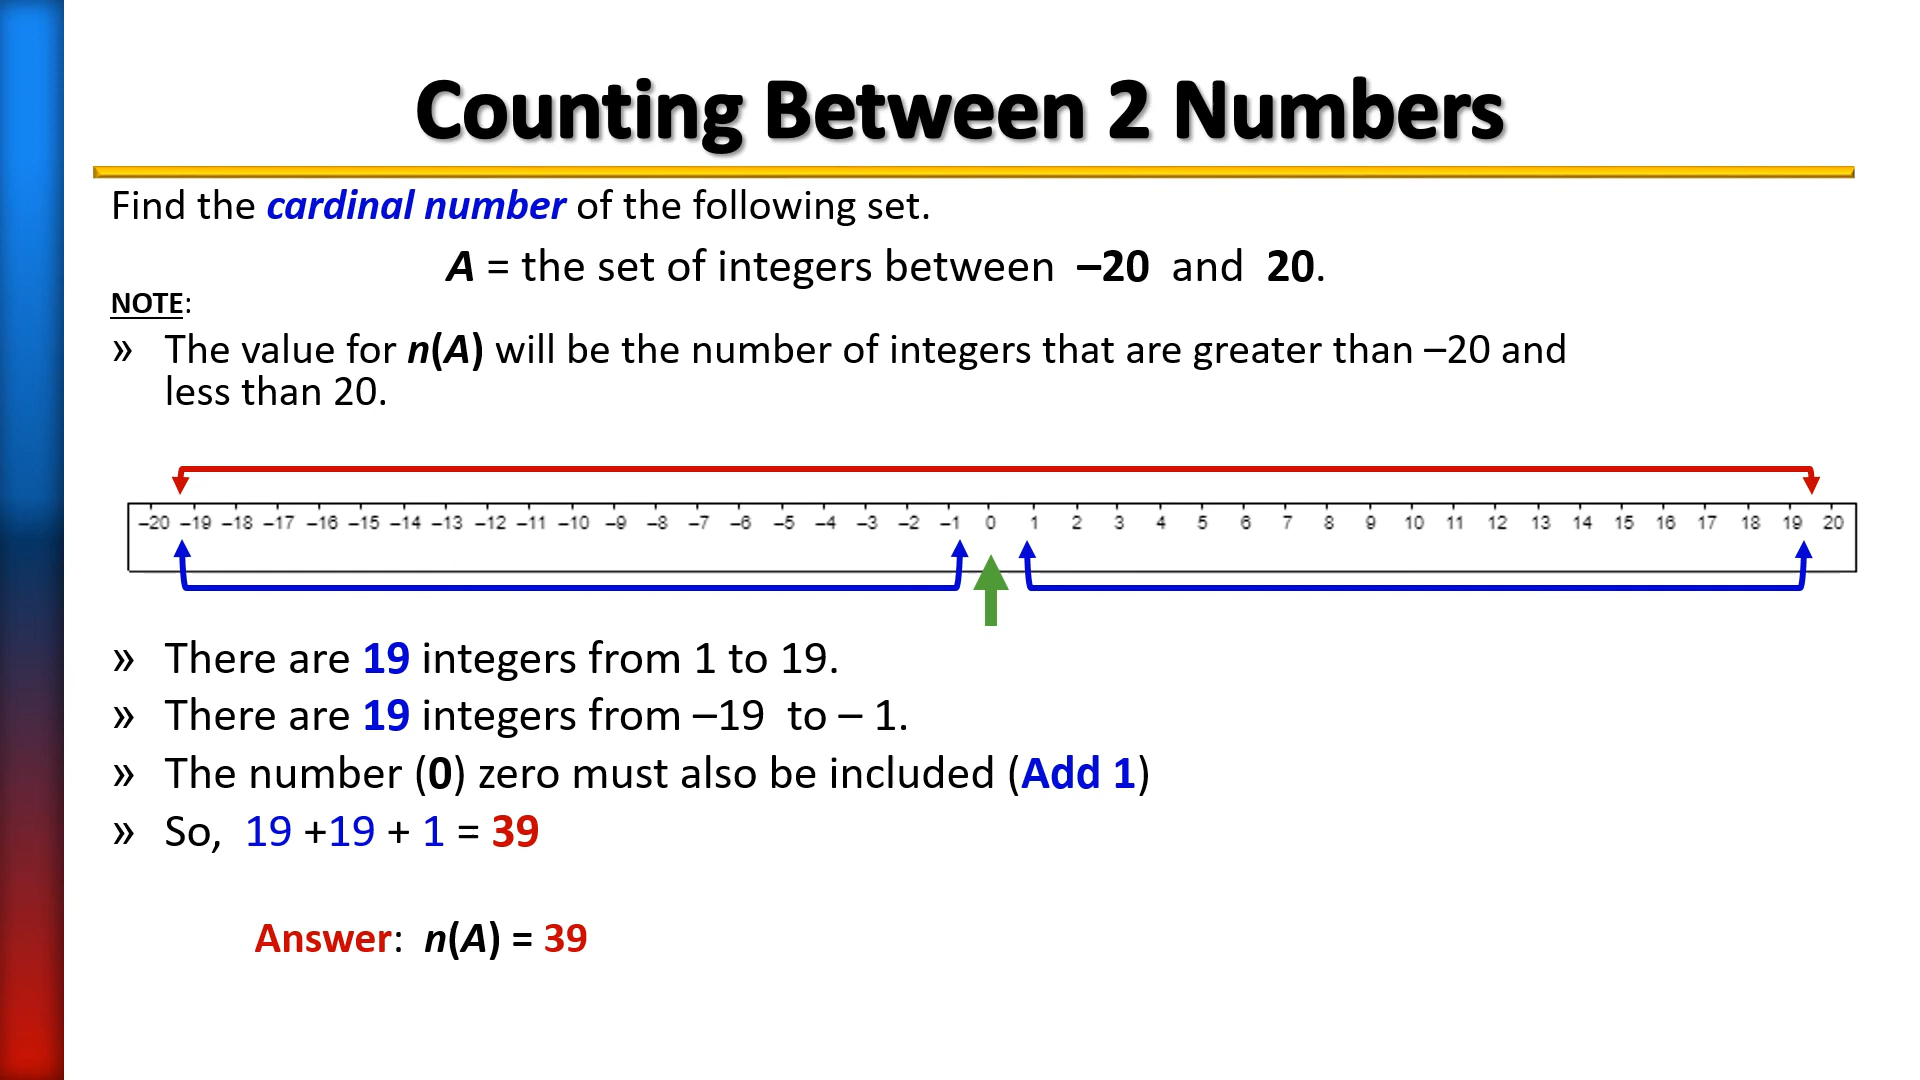 Counting Between 2 Numbers
Find the cardinal number of the following set.
A = the set of integers between –20 and 20.
NOTE:
» The value for n(A) will be the number of integers that are greater than –20 and
less than 20.
–20 –19 –18 –17 –16 –15 –14 –13 –12 –11 –10 –9 –8 –7 –6 –5 –4 –3 –2 –1 0 1 2 3 4 5 6 7 8 9 10 11 12 13 14 15 16 17 18 19 20
» There are 19 integers from 1 to 19.
» There are 19 integers from –19 to – 1.
» The number (0) zero must also be included (Add 1)
» So, 19 +19 + 1 = 39
Answer: n(A) = 39